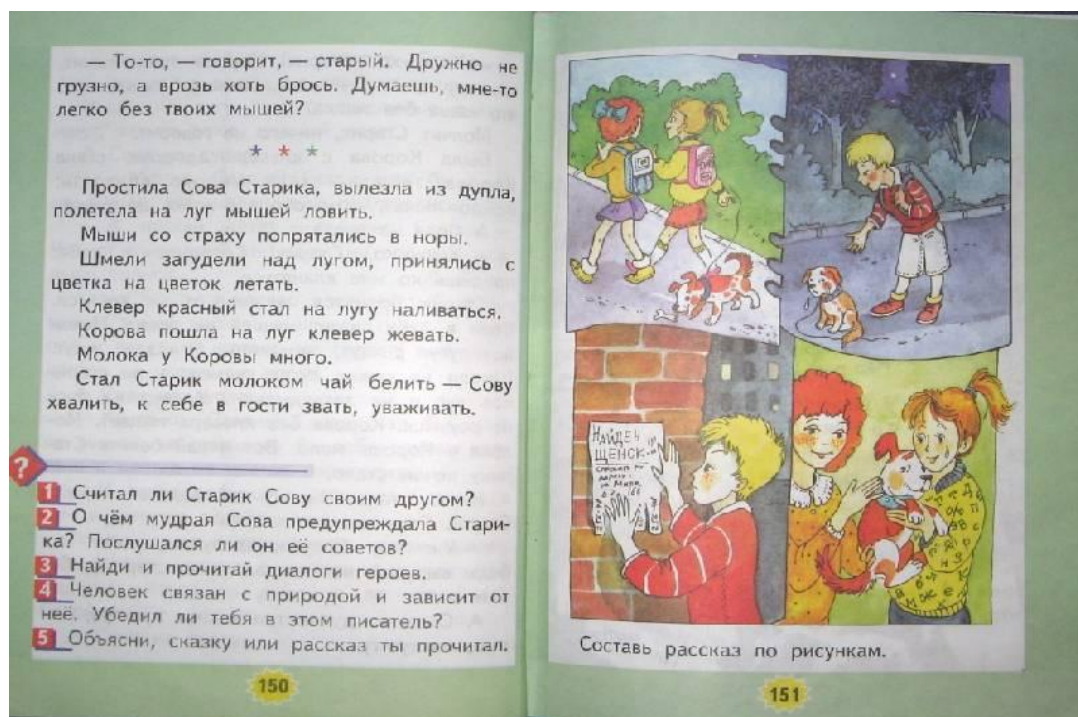 — То-то, — говорит, — старый. Дружно не
грузно, а врозь хоть брось. Думаешь, мне-то
легко без твоих мышей?
* * *
Простила Сова Старика, вылезла из дупла,
полетела на луг мышей ловить.
Мыши со страху попрятались в норы.
Шмели загудели над лугом, принялись с
цветка на цветок летать.
Клевер красный стал на лугу наливаться.
Корова пошла на луг клевер жевать.
Молока у Коровы много.
Стал Старик молоком чай белить — Сову
хвалить, к себе в гости звать, уваживать.
?
1 Считал ли Старик Сову своим другом?
2 О чём мудрая Сова предупреждала Стари-
ка? Послушался ли он её советов?
3 Найди и прочитай диалоги героев.
4 Человек связан с природой и зависит от
неё. Убедил ли тебя в этом писатель?
5 Объясни, сказку или рассказ ты прочитал.
150
НАЙДЕН
ЩЕНОК
Составь рассказ по рисункам.
151